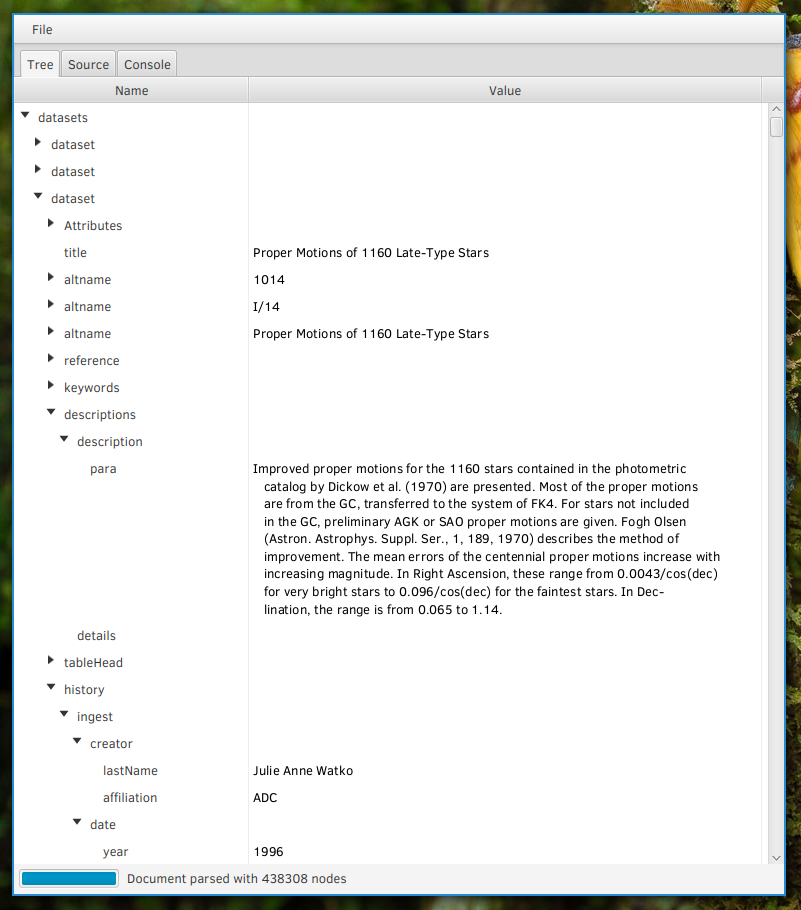 File
Tree Source Console
Name Value
datasets
dataset
dataset
dataset
Attributes
title Proper Motions of 1160 Late-Type Stars
altname 1014
altname I/14
altname Proper Motions of 1160 Late-Type Stars
reference
keywords
descriptions
description
para Improved proper motions for the 1160 stars contained in the photometric
catalog by Dickow et al. (1970) are presented. Most of the proper motions
are from the GC, transferred to the system of FK4. For stars not included
in the GC, preliminary AGK or SAO proper motions are given. Fogh Olsen
(Astron. Astrophys. Suppl. Ser., 1, 189, 1970) describes the method of
improvement. The mean errors of the centennial proper motions increase with
increasing magnitude. In Right Ascension, these range from 0.0043/cos(dec)
for very bright stars to 0.096/cos(dec) for the faintest stars. In Dec-
lination, the range is from 0.065 to 1.14.
details
tableHead
history
ingest
creator
lastName Julie Anne Watko
affiliation ADC
date
year 1996
Document parsed with 438308 nodes